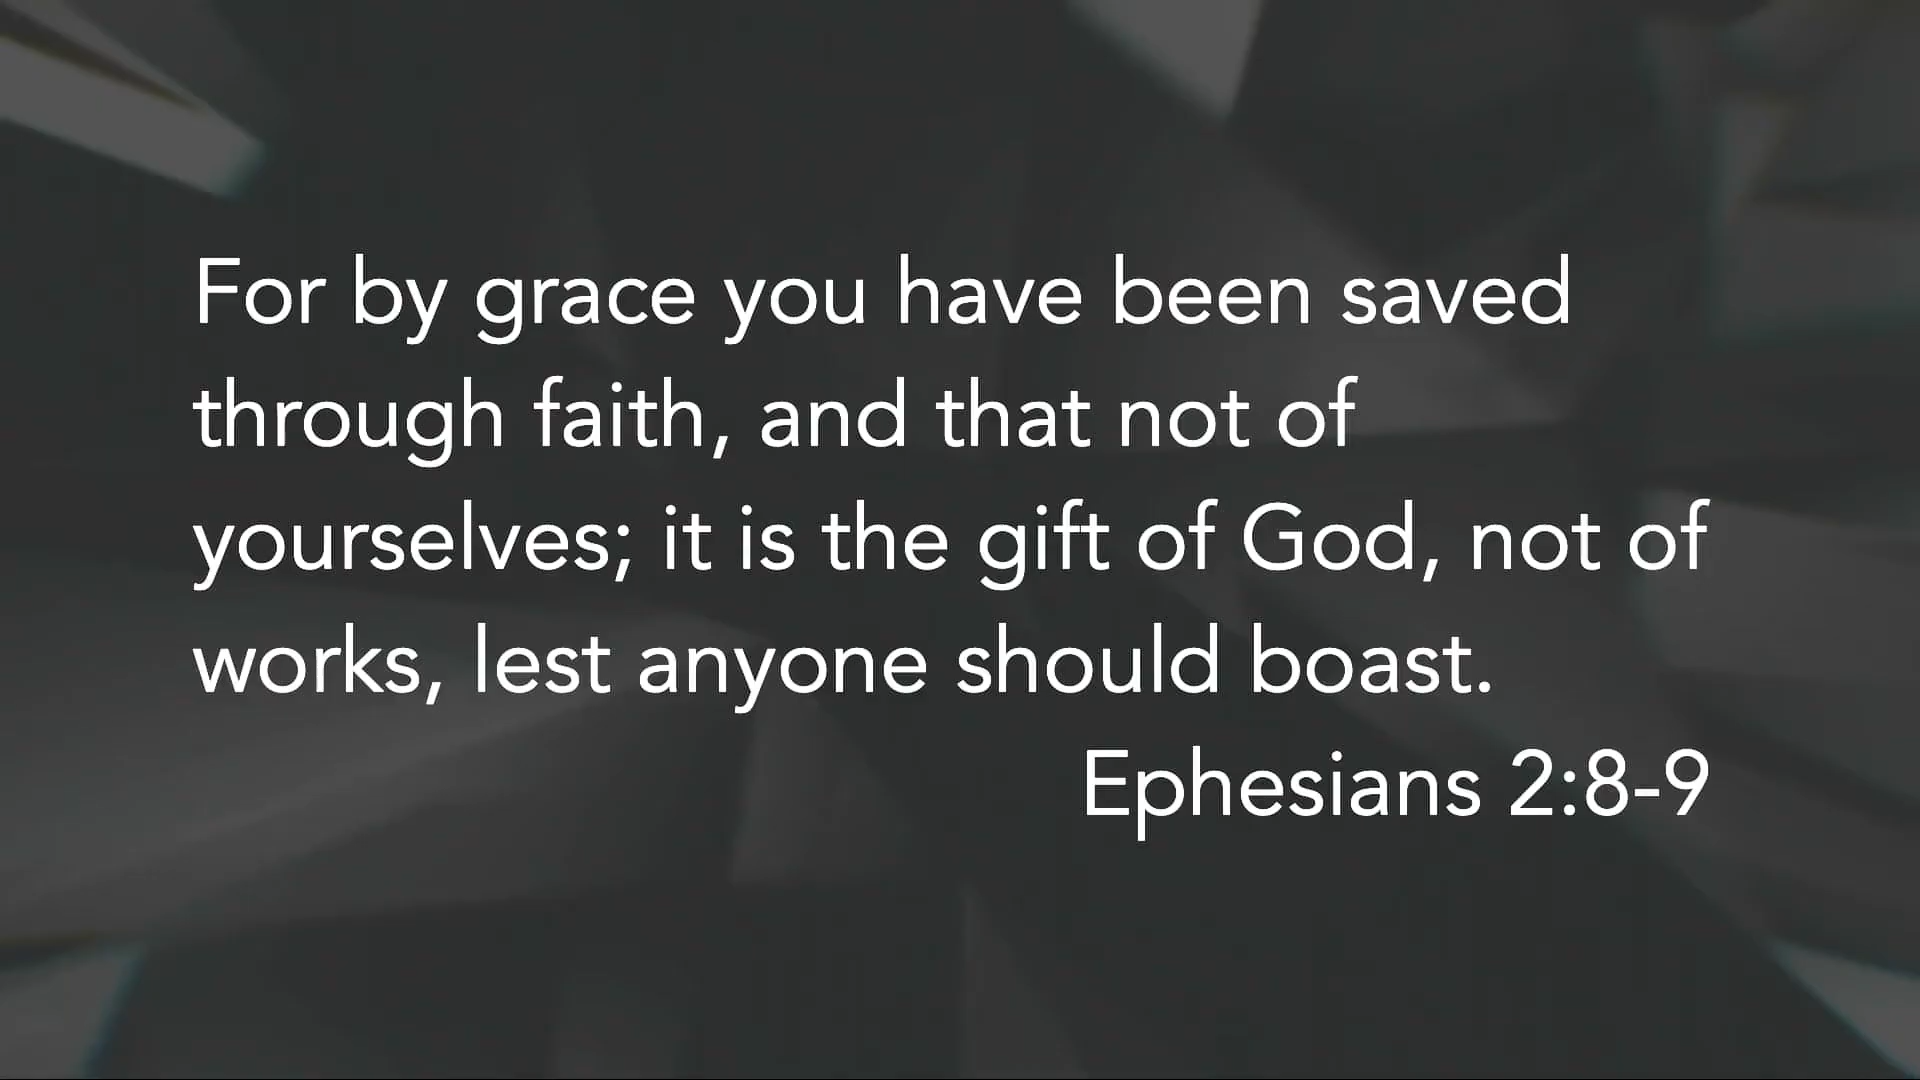 For by grace you have been saved
through faith, and that not of
yourselves; it is the gift of God, not of
works, lest anyone should boast.
Ephesians 2:8-9